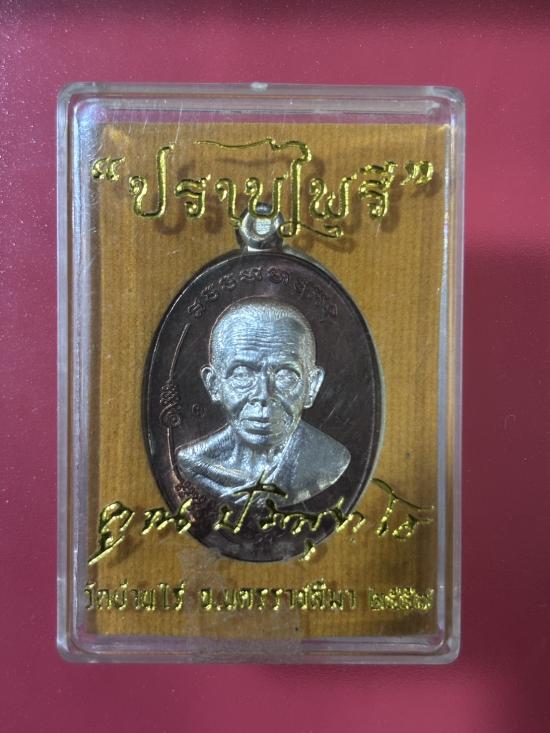 “ปราบไพรี”
คูณ ปริสุทโธ
วัดบ้านไร่ จ.นครราชสีมา ๒๕๕๗